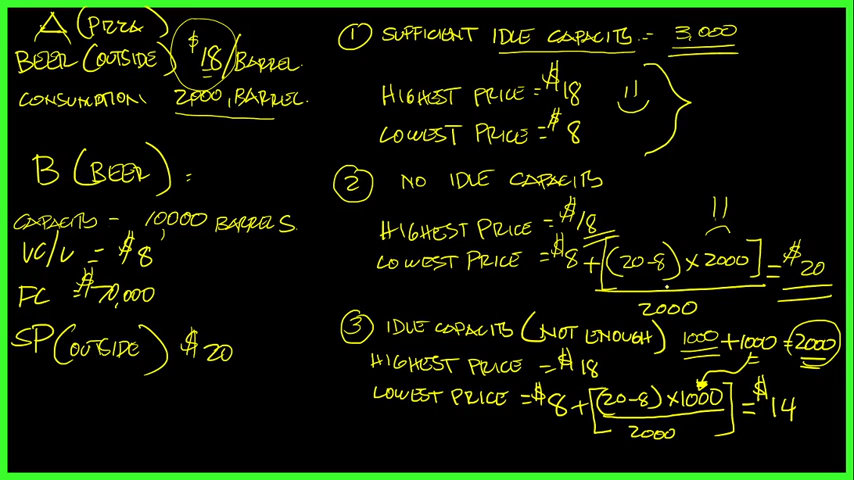 A (PIZZA)
BEER (OUTSIDE) $18/BARREL
CONSUMATION: 2000, BARREL.
B (BEER) :
CAPACITY = 10,000 BARRELS.
VC/U = $8
FC = $70,000
SP (OUTSIDE) $20
① SUFFICIENT IDLE CAPACITY = 3,000
HIGHEST PRICE = $18
LOWEST PRICE = $8
② NO IDLE CAPACITY
HIGHEST PRICE = $18
LOWEST PRICE = $8 + [(20-8) × 2000] = $20
2000
③ IDLE CAPACITY (NOT ENOUGH) 1000 + 1000 = 2000
HIGHEST PRICE = $18
LOWEST PRICE = $8 + [(20-8) × 1000] = $14
2000